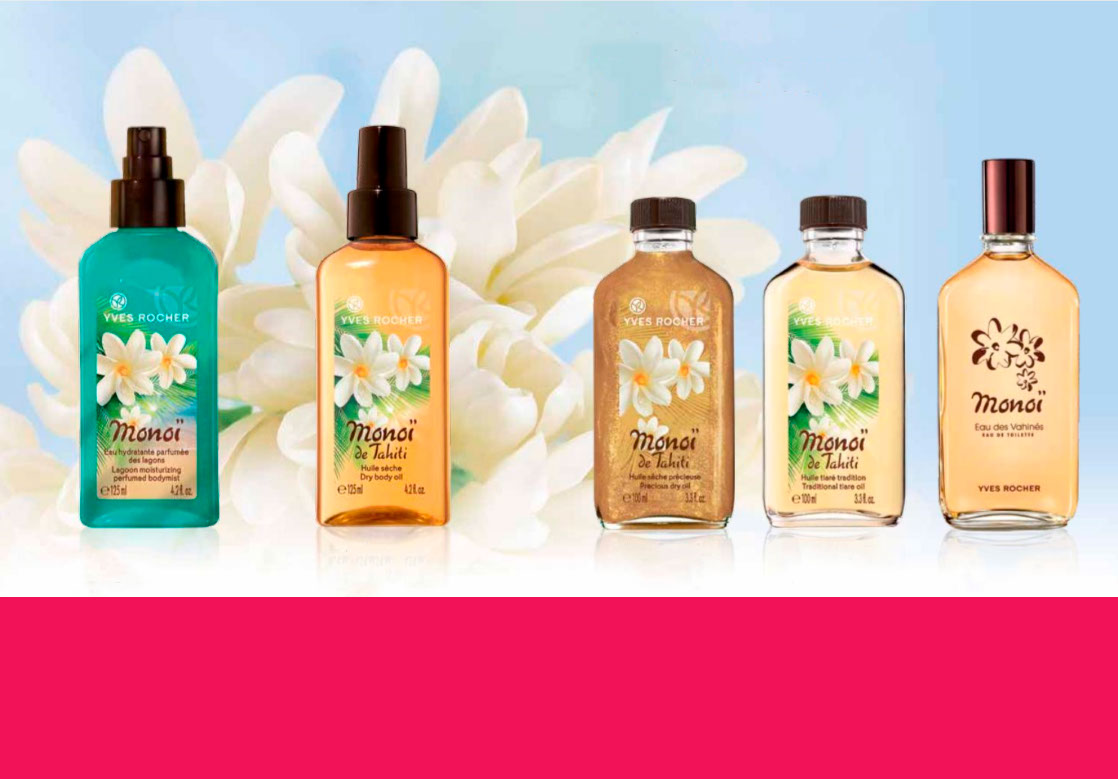 YVES ROCHER
Monoï
Eau hydratante parfumée
des lagons
Lagoon moisturizing
perfumed bodymist
℮125 ml 4.2 fl. oz.
YVES ROCHER
Monoï
de Tahiti
Huile sèche
Dry body oil
℮125 ml 4.2 fl. oz.
YVES ROCHER
Monoï
de Tahiti
Huile sèche précieuse
Precious dry oil
℮100 ml 3.3 fl. oz.
YVES ROCHER
Monoï
de Tahiti
Huile tiaré tradition
Traditional tiare oil
℮100 ml 3.3 fl. oz.
Monoï
Eau des Vahinés
EAU DE TOILETTE
YVES ROCHER